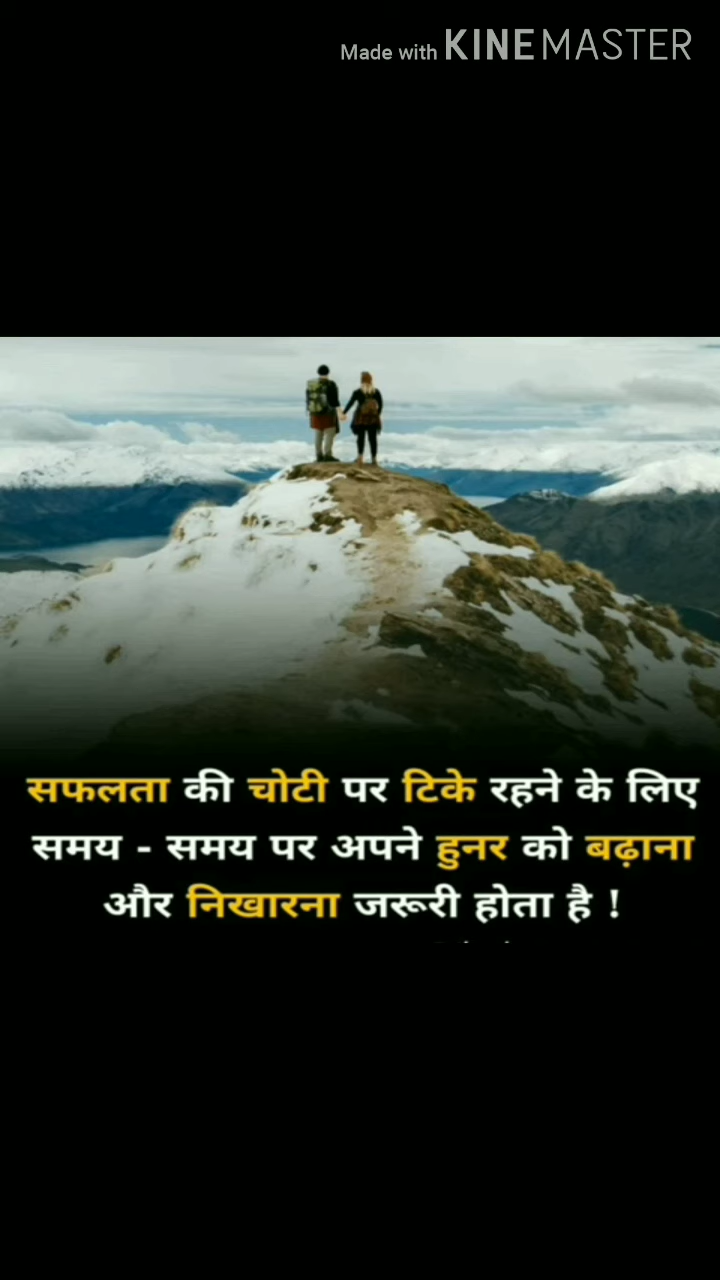 Made with KINEMASTER
सफलता की चोटी पर टिके रहने के लिए
समय - समय पर अपने हुनर को बढ़ाना
और निखारना जरूरी होता है !